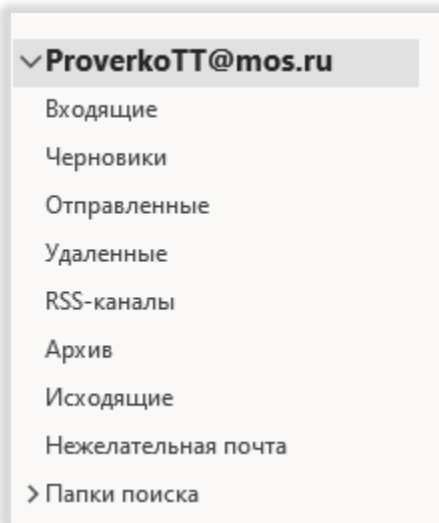 ProverkoTT@mos.ru
Входящие
Черновики
Отправленные
Удаленные
RSS-каналы
Архив
Исходящие
Нежелательная почта
Папки поиска